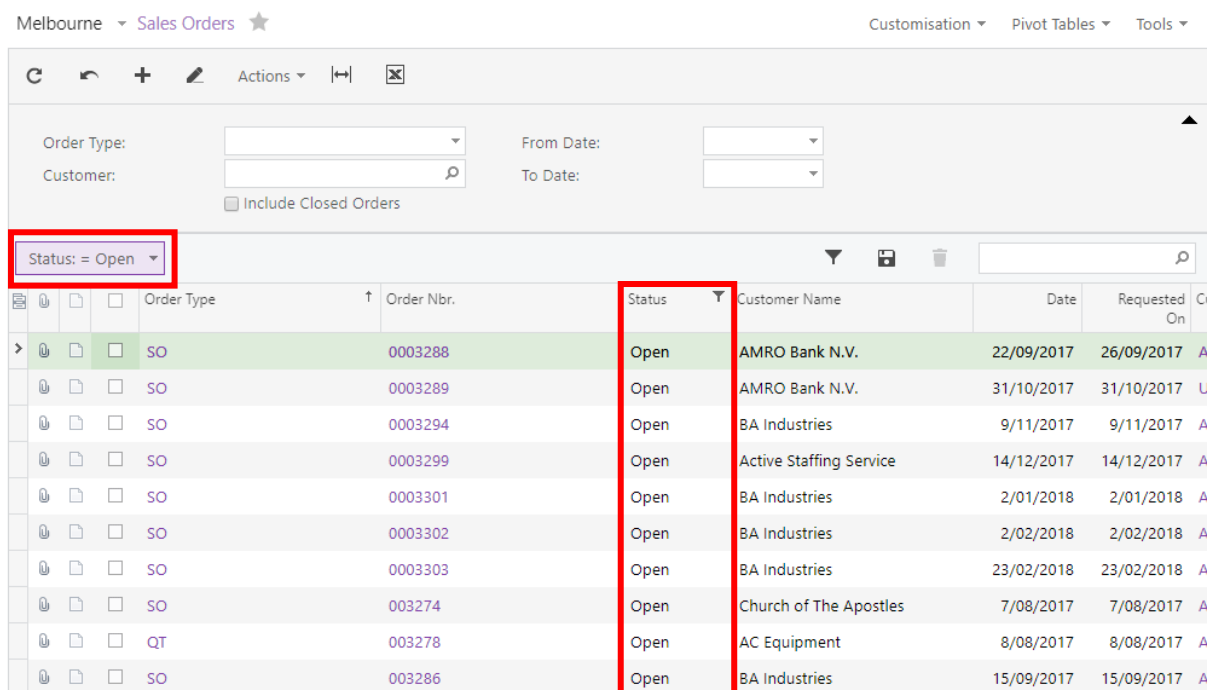 Melbourne Sales Orders Customisation Pivot Tables Tools
Actions
Order Type: From Date:
Customer: To Date:
Include Closed Orders
Status: = Open
Order Type Order Nbr. Status Customer Name Date Requested On
SO 0003288 Open AMRO Bank N.V. 22/09/2017 26/09/2017 A
SO 0003289 Open AMRO Bank N.V. 31/10/2017 31/10/2017 U
SO 0003294 Open BA Industries 9/11/2017 9/11/2017 A
SO 0003299 Open Active Staffing Service 14/12/2017 14/12/2017 A
SO 0003301 Open BA Industries 2/01/2018 2/01/2018 A
SO 0003302 Open BA Industries 2/02/2018 2/02/2018 A
SO 0003303 Open BA Industries 23/02/2018 23/02/2018 A
SO 003274 Open Church of The Apostles 7/08/2017 7/08/2017 A
QT 003278 Open AC Equipment 8/08/2017 8/08/2017 A
SO 003286 Open BA Industries 15/09/2017 15/09/2017 A